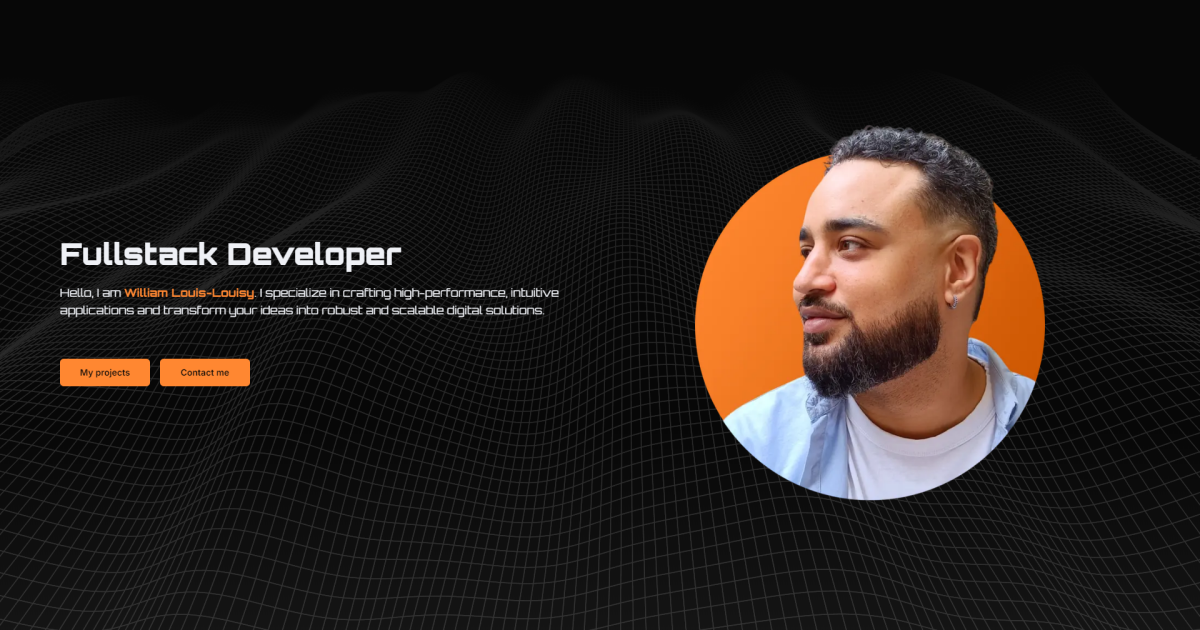 Fullstack Developer
Hello, I am William Louis-Louisy. I specialize in crafting high-performance, intuitive
applications and transform your ideas into robust and scalable digital solutions.
My projects
Contact me